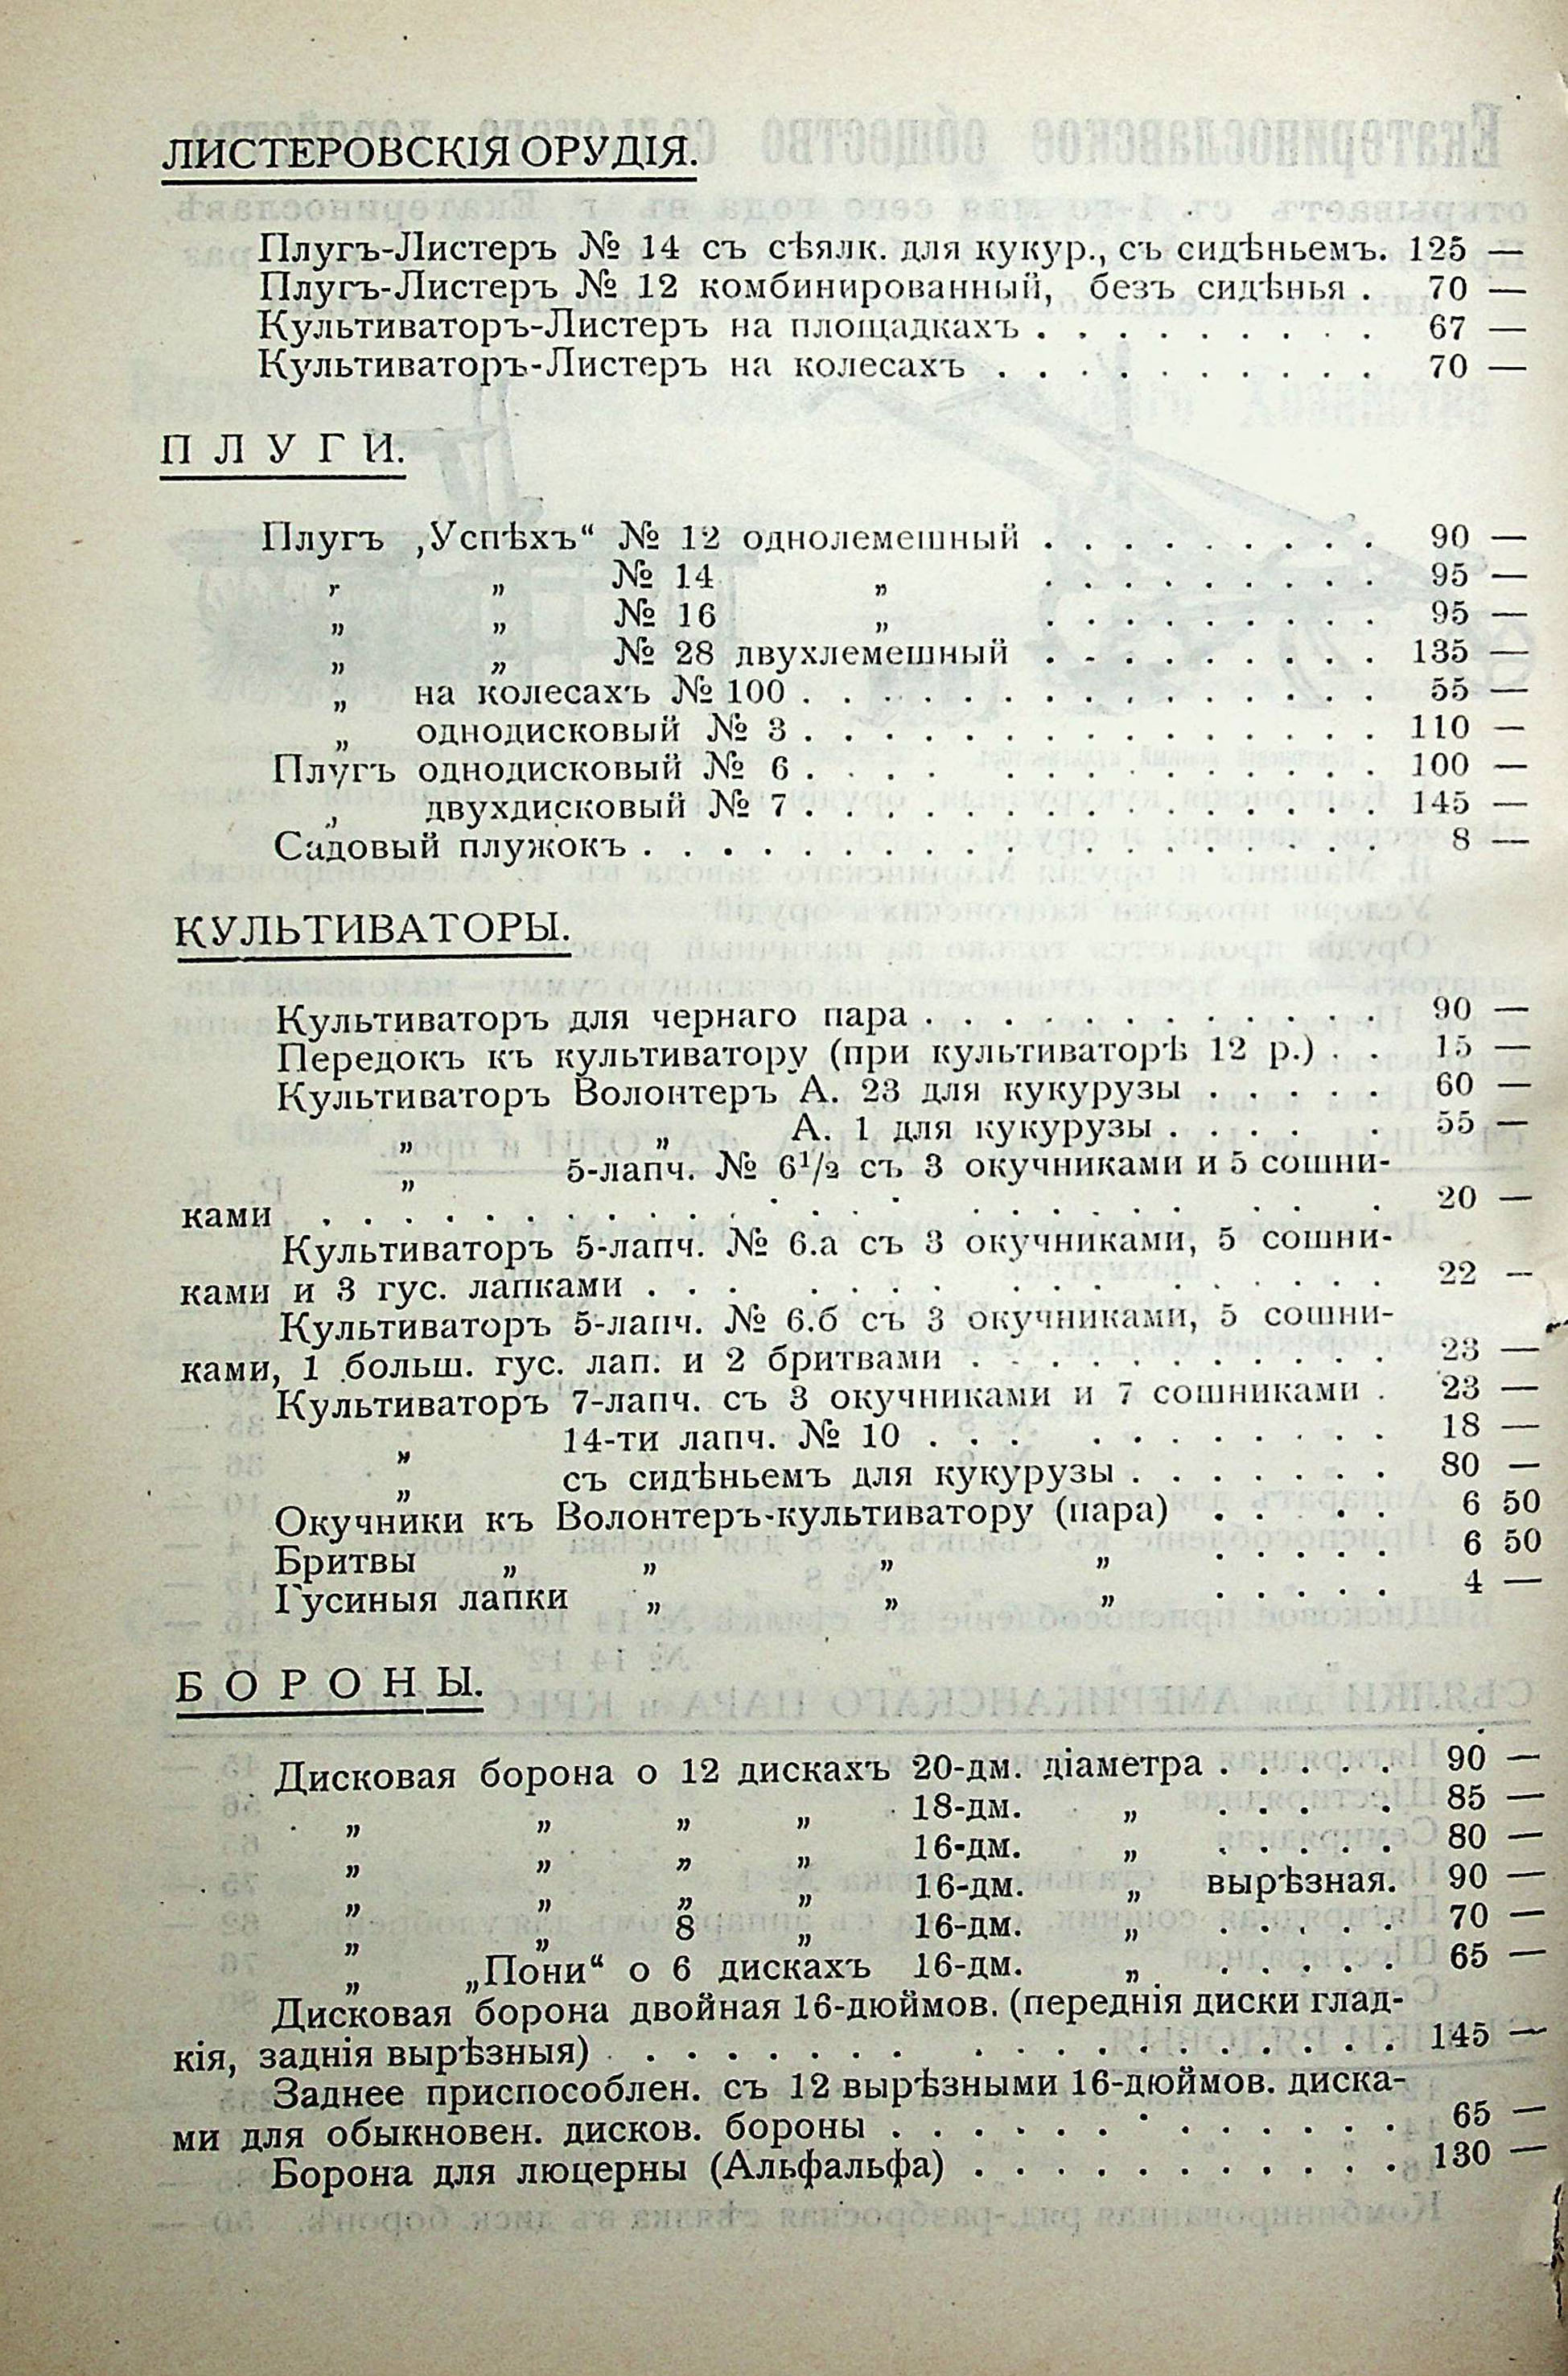 ЛИСТЕРОВСКІЯ ОРУДІЯ.
Плугъ-Листеръ № 14 съ сѣялк. для кукур., съ сидѣньемъ. 125 —
Плугъ-Листеръ № 12 комбинированный, безъ сидѣнья . 70 —
Культиваторъ-Листеръ на площадкахъ . . . . . . . . . 67 —
Культиваторъ-Листеръ на колесахъ . . . . . . . . . . 70 —
ПЛУГИ.
Плугъ „Успѣхъ“ № 12 однолемешный . . . . . . . . . 90 —
„ „ № 14 „ . . . . . . . . . 95 —
„ „ № 16 „ . . . . . . . . . 95 —
„ „ № 28 двухлемешный . . . . . . . . . 135 —
„ на колесахъ № 100 . . . . . . . . . . . . . . . 55 —
„ однодисковый № 3 . . . . . . . . . . . . . . . 110 —
Плугъ однодисковый № 6 . . . . . . . . . . . . . . 100 —
„ двухдисковый № 7 . . . . . . . . . . . . . . . 145 —
Садовый плужокъ . . . . . . . . . . . . . . . . . . 8 —
КУЛЬТИВАТОРЫ.
Культиваторъ для чернаго пара . . . . . . . . . . . . 90 —
Передокъ къ культиватору (при культиваторѣ 12 р.) . . 15 —
Культиваторъ Волонтеръ А. 23 для кукурузы . . . . . 60 —
„ „ А. 1 для кукурузы . . . . . 55 —
„ 5-лапч. № 6¹/₂ съ 3 окучниками и 5 сошни-
ками . . . . . . . . . . . . . . . . . . . . . . . . 20 —
Культиваторъ 5-лапч. № 6.а съ 3 окучниками, 5 сошни-
ками и 3 гус. лапками . . . . . . . . . . . . . . . . 22 —
Культиваторъ 5-лапч. № 6.б съ 3 окучниками, 5 сошни-
ками, 1 больш. гус. лап. и 2 бритвами . . . . . . . . . . . 23 —
Культиваторъ 7-лапч. съ 3 окучниками и 7 сошниками . 23 —
„ 14-ти лапч. № 10 . . . . . . . . . . . 18 —
„ съ сидѣньемъ для кукурузы . . . . . . . 80 —
Окучники къ Волонтеръ-культиватору (пара) . . . . 6 50
Бритвы „ „ „ „ . . . . . 6 50
Гусиныя лапки „ „ „ . . . . . 4 —
БОРОНЫ.
Дисковая борона о 12 дискахъ 20-дм. діаметра . . . . . 90 —
„ „ „ „ 18-дм. „ . . . . . 85 —
„ „ „ „ 16-дм. „ . . . . . 80 —
„ „ „ „ 16-дм. „ вырѣзная. 90 —
„ „ 8 „ 16-дм. „ . . . . . 70 —
„ „Пони“ о 6 дискахъ 16-дм. „ . . . . . 65 —
Дисковая борона двойная 16-дюймов. (переднія диски глад-
кія, заднія вырѣзныя) . . . . . . . . . . . . . . . . . . 145 —
Заднее приспособлен. съ 12 вырѣзными 16-дюймов. диска-
ми для обыкновен. дисков. бороны . . . . . . . . . . . . . 65 —
Борона для люцерны (Альфальфа) . . . . . . . . . . . 130 —